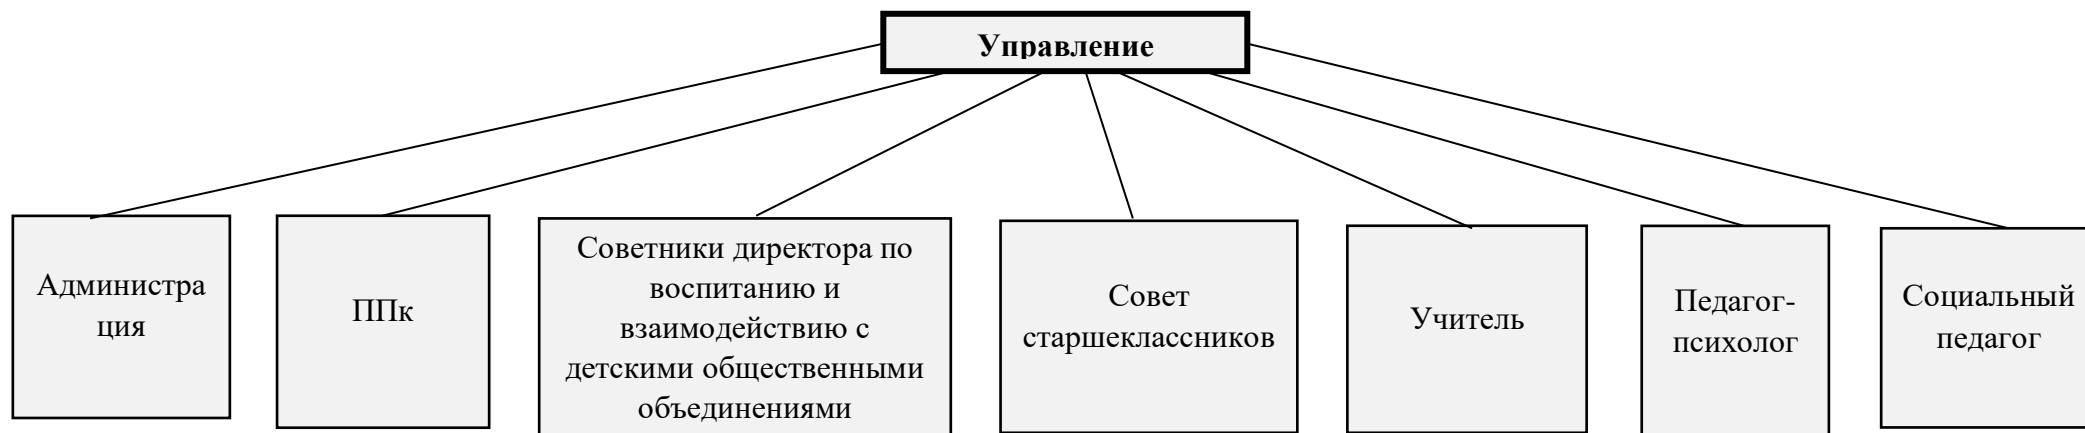 Управление
Администра
ция
ППк
Советники директора по
воспитанию и
взаимодействию с
детскими общественными
объединениями
Совет
старшеклассников
Учитель
Педагог-
психолог
Социальный
педагог